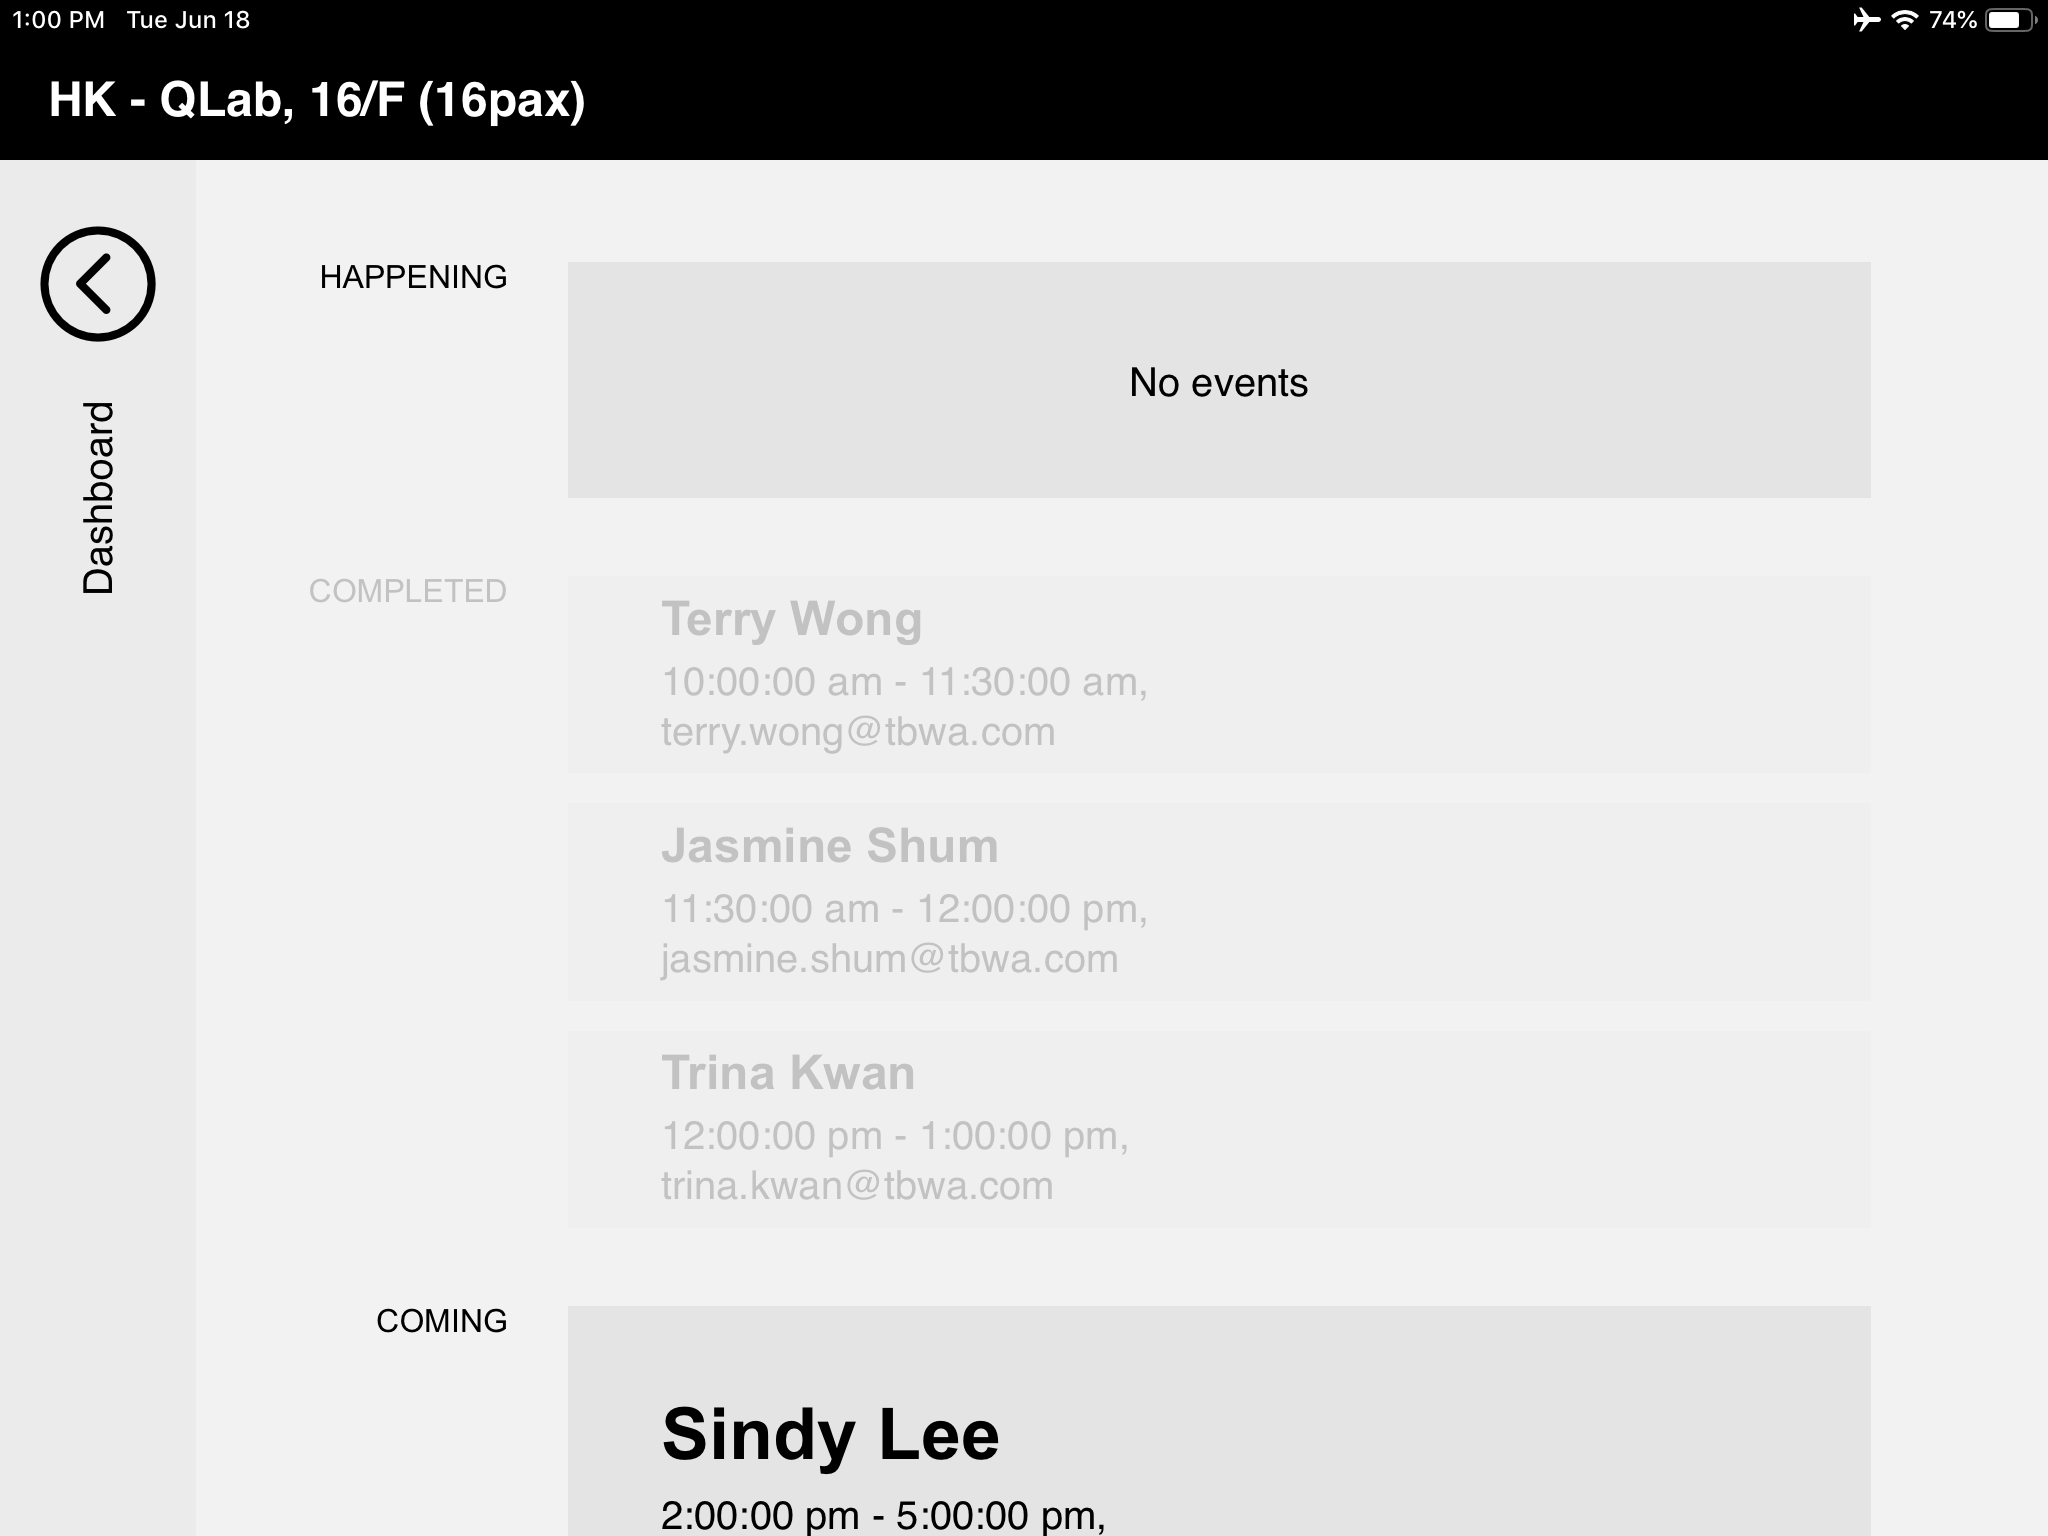 1:00 PM Tue Jun 18
74%
HK - QLab, 16/F (16pax)
Dashboard
HAPPENING
No events
COMPLETED
Terry Wong
10:00:00 am - 11:30:00 am,
terry.wong@tbwa.com
Jasmine Shum
11:30:00 am - 12:00:00 pm,
jasmine.shum@tbwa.com
Trina Kwan
12:00:00 pm - 1:00:00 pm,
trina.kwan@tbwa.com
COMING
Sindy Lee
2:00:00 pm - 5:00:00 pm,